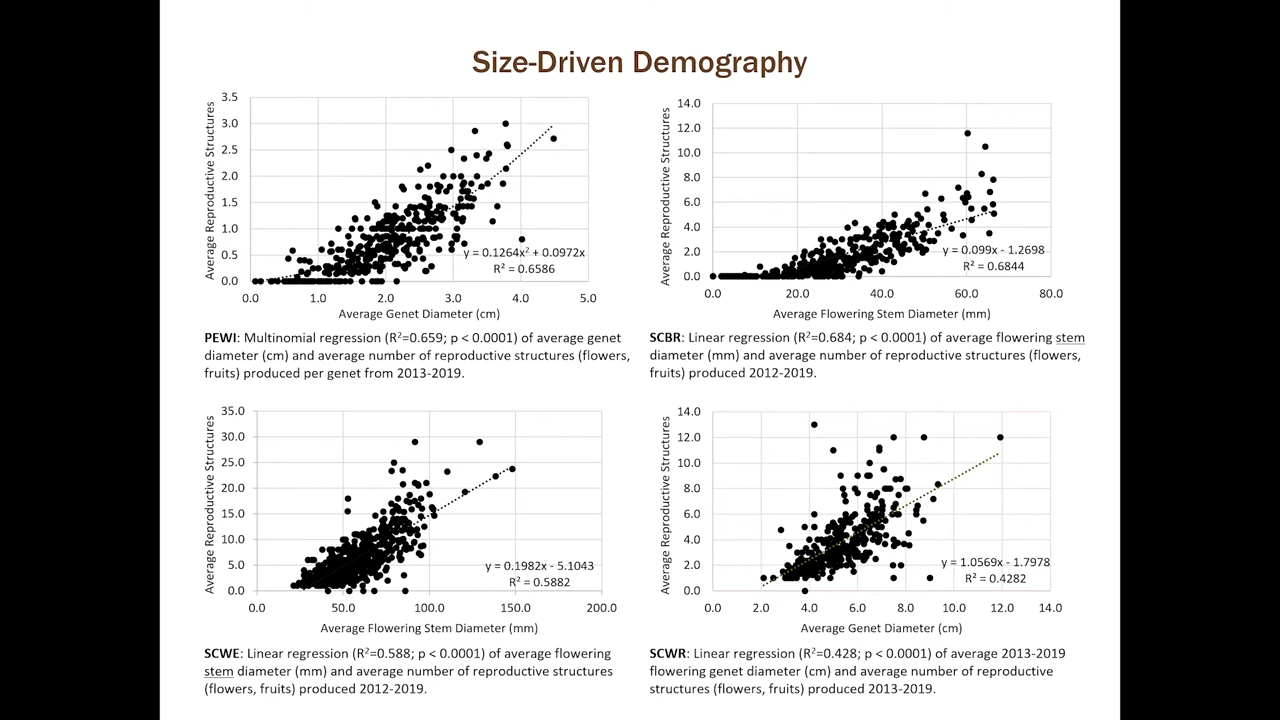 Size-Driven Demography
Average Reproductive Structures
3.5
3.0
2.5
2.0
1.5
1.0
0.5
0.0
y = 0.1264x² + 0.0972x
R² = 0.6586
0.0 1.0 2.0 3.0 4.0 5.0
Average Genet Diameter (cm)
PEWI: Multinomial regression (R²=0.659; p < 0.0001) of average genet
diameter (cm) and average number of reproductive structures (flowers,
fruits) produced per genet from 2013-2019.
Average Reproductive Structures
14.0
12.0
10.0
8.0
6.0
4.0
2.0
0.0
y = 0.099x - 1.2698
R² = 0.6844
0.0 20.0 40.0 60.0 80.0
Average Flowering Stem Diameter (mm)
SCBR: Linear regression (R²=0.684; p < 0.0001) of average flowering stem
diameter (mm) and average number of reproductive structures (flowers,
fruits) produced 2012-2019.
Average Reproductive Structures
35.0
30.0
25.0
20.0
15.0
10.0
5.0
0.0
y = 0.1982x - 5.1043
R² = 0.5882
0.0 50.0 100.0 150.0 200.0
Average Flowering Stem Diameter (mm)
SCWE: Linear regression (R²=0.588; p < 0.0001) of average flowering
stem diameter (mm) and average number of reproductive structures
(flowers, fruits) produced 2012-2019.
Average Reproductive Structures
14.0
12.0
10.0
8.0
6.0
4.0
2.0
0.0
y = 1.0569x - 1.7978
R² = 0.4282
0.0 2.0 4.0 6.0 8.0 10.0 12.0 14.0
Average Genet Diameter (cm)
SCWR: Linear regression (R²=0.428; p < 0.0001) of average 2013-2019
flowering genet diameter (cm) and average number of reproductive
structures (flowers, fruits) produced 2013-2019.